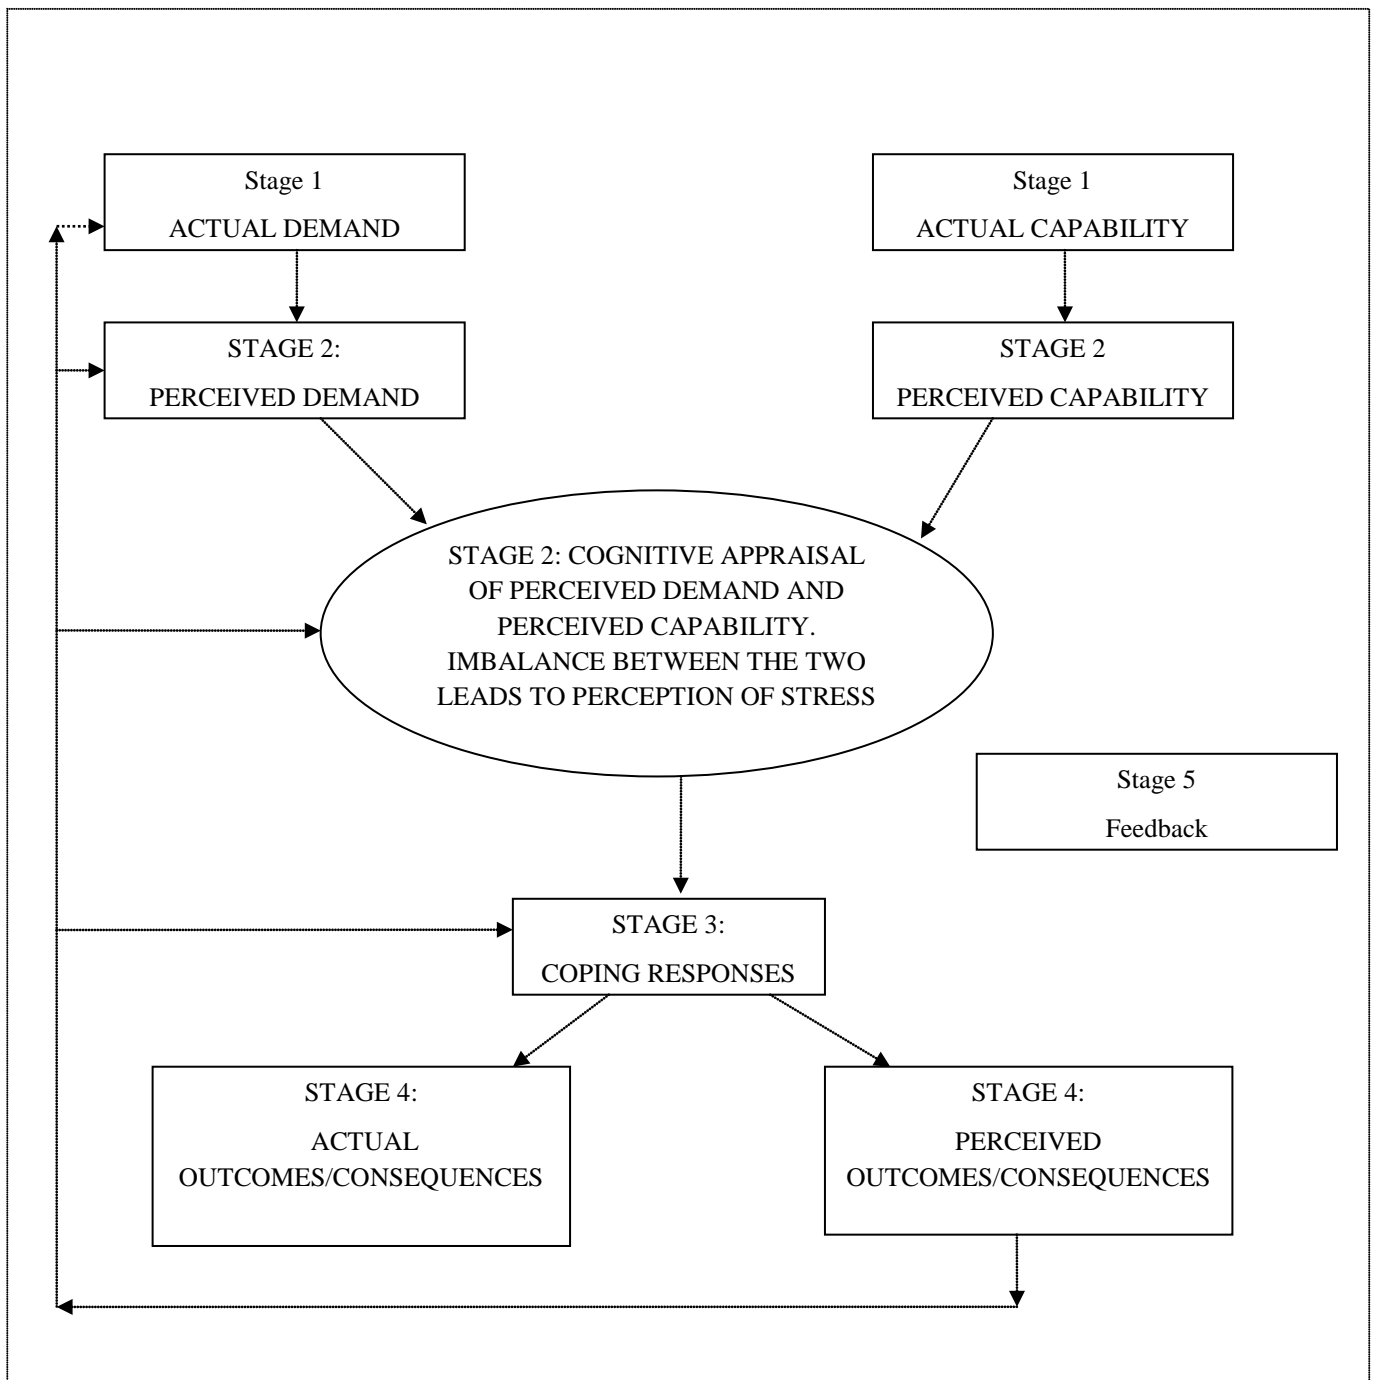 Stage 1
ACTUAL DEMAND
Stage 1
ACTUAL CAPABILITY
STAGE 2:
PERCEIVED DEMAND
STAGE 2
PERCEIVED CAPABILITY
STAGE 2: COGNITIVE APPRAISAL
OF PERCEIVED DEMAND AND
PERCEIVED CAPABILITY.
IMBALANCE BETWEEN THE TWO
LEADS TO PERCEPTION OF STRESS
Stage 5
Feedback
STAGE 3:
COPING RESPONSES
STAGE 4:
ACTUAL
OUTCOMES/CONSEQUENCES
STAGE 4:
PERCEIVED
OUTCOMES/CONSEQUENCES